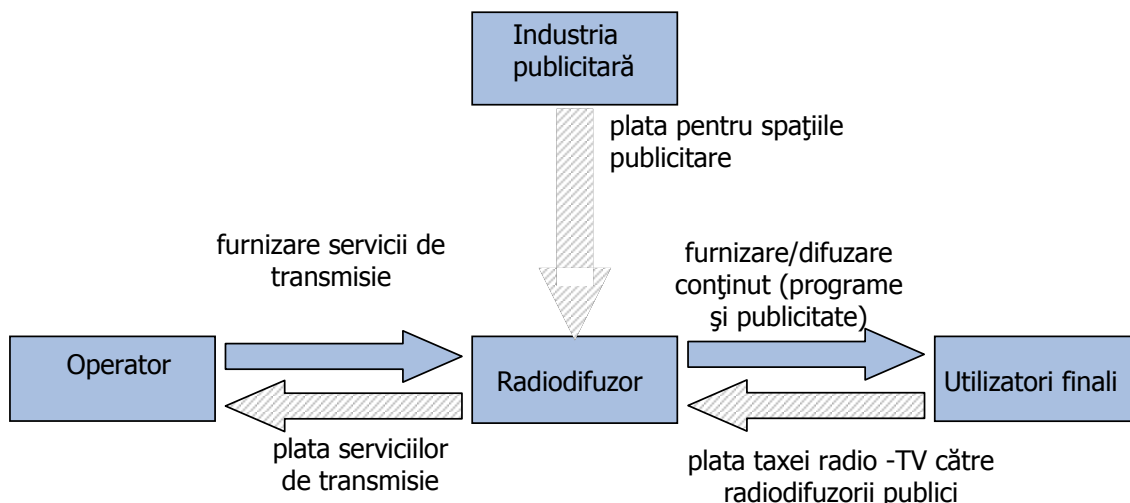 Industria
publicitară
plata pentru spaţiile
publicitare
furnizare servicii de
transmisie
furnizare/difuzare
conţinut (programe
şi publicitate)
Operator
Radiodifuzor
Utilizatori finali
plata serviciilor
de transmisie
plata taxei radio -TV către
radiodifuzorii publici